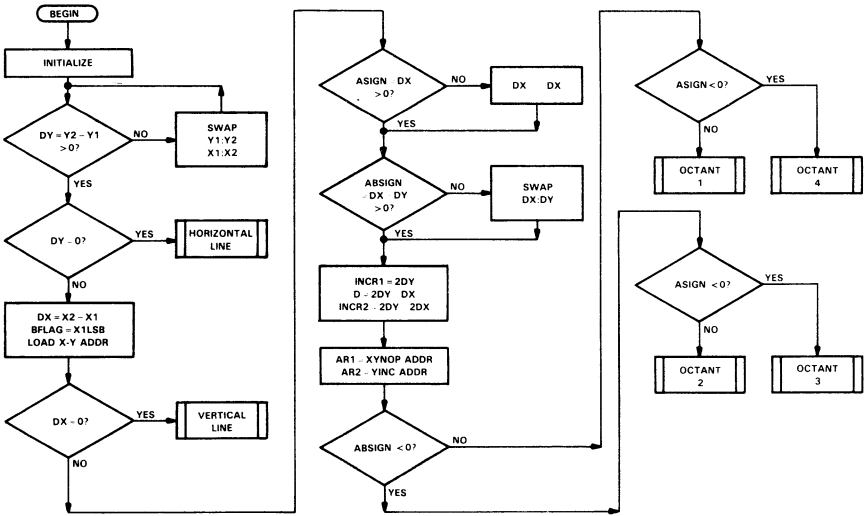 BEGIN
INITIALIZE
DY = Y2 - Y1
>0?
NO
SWAP
Y1:Y2
X1:X2
YES
DY - 0?
YES
HORIZONTAL
LINE
NO
DX = X2 - X1
BFLAG = X1LSB
LOAD X-Y ADDR
DX - 0?
YES
VERTICAL
LINE
NO
ASIGN - DX
>0?
NO
DX DX
YES
ABSIGN
- DX DY
>0?
NO
SWAP
DX:DY
YES
INCR1 = 2DY
D - 2DY DX
INCR2 - 2DY 2DX
AR1 - XYNOP ADDR
AR2 - YINC ADDR
ABSIGN <0?
NO
YES
ASIGN<0?
YES
NO
OCTANT
1
OCTANT
4
ASIGN <0?
YES
NO
OCTANT
2
OCTANT
3